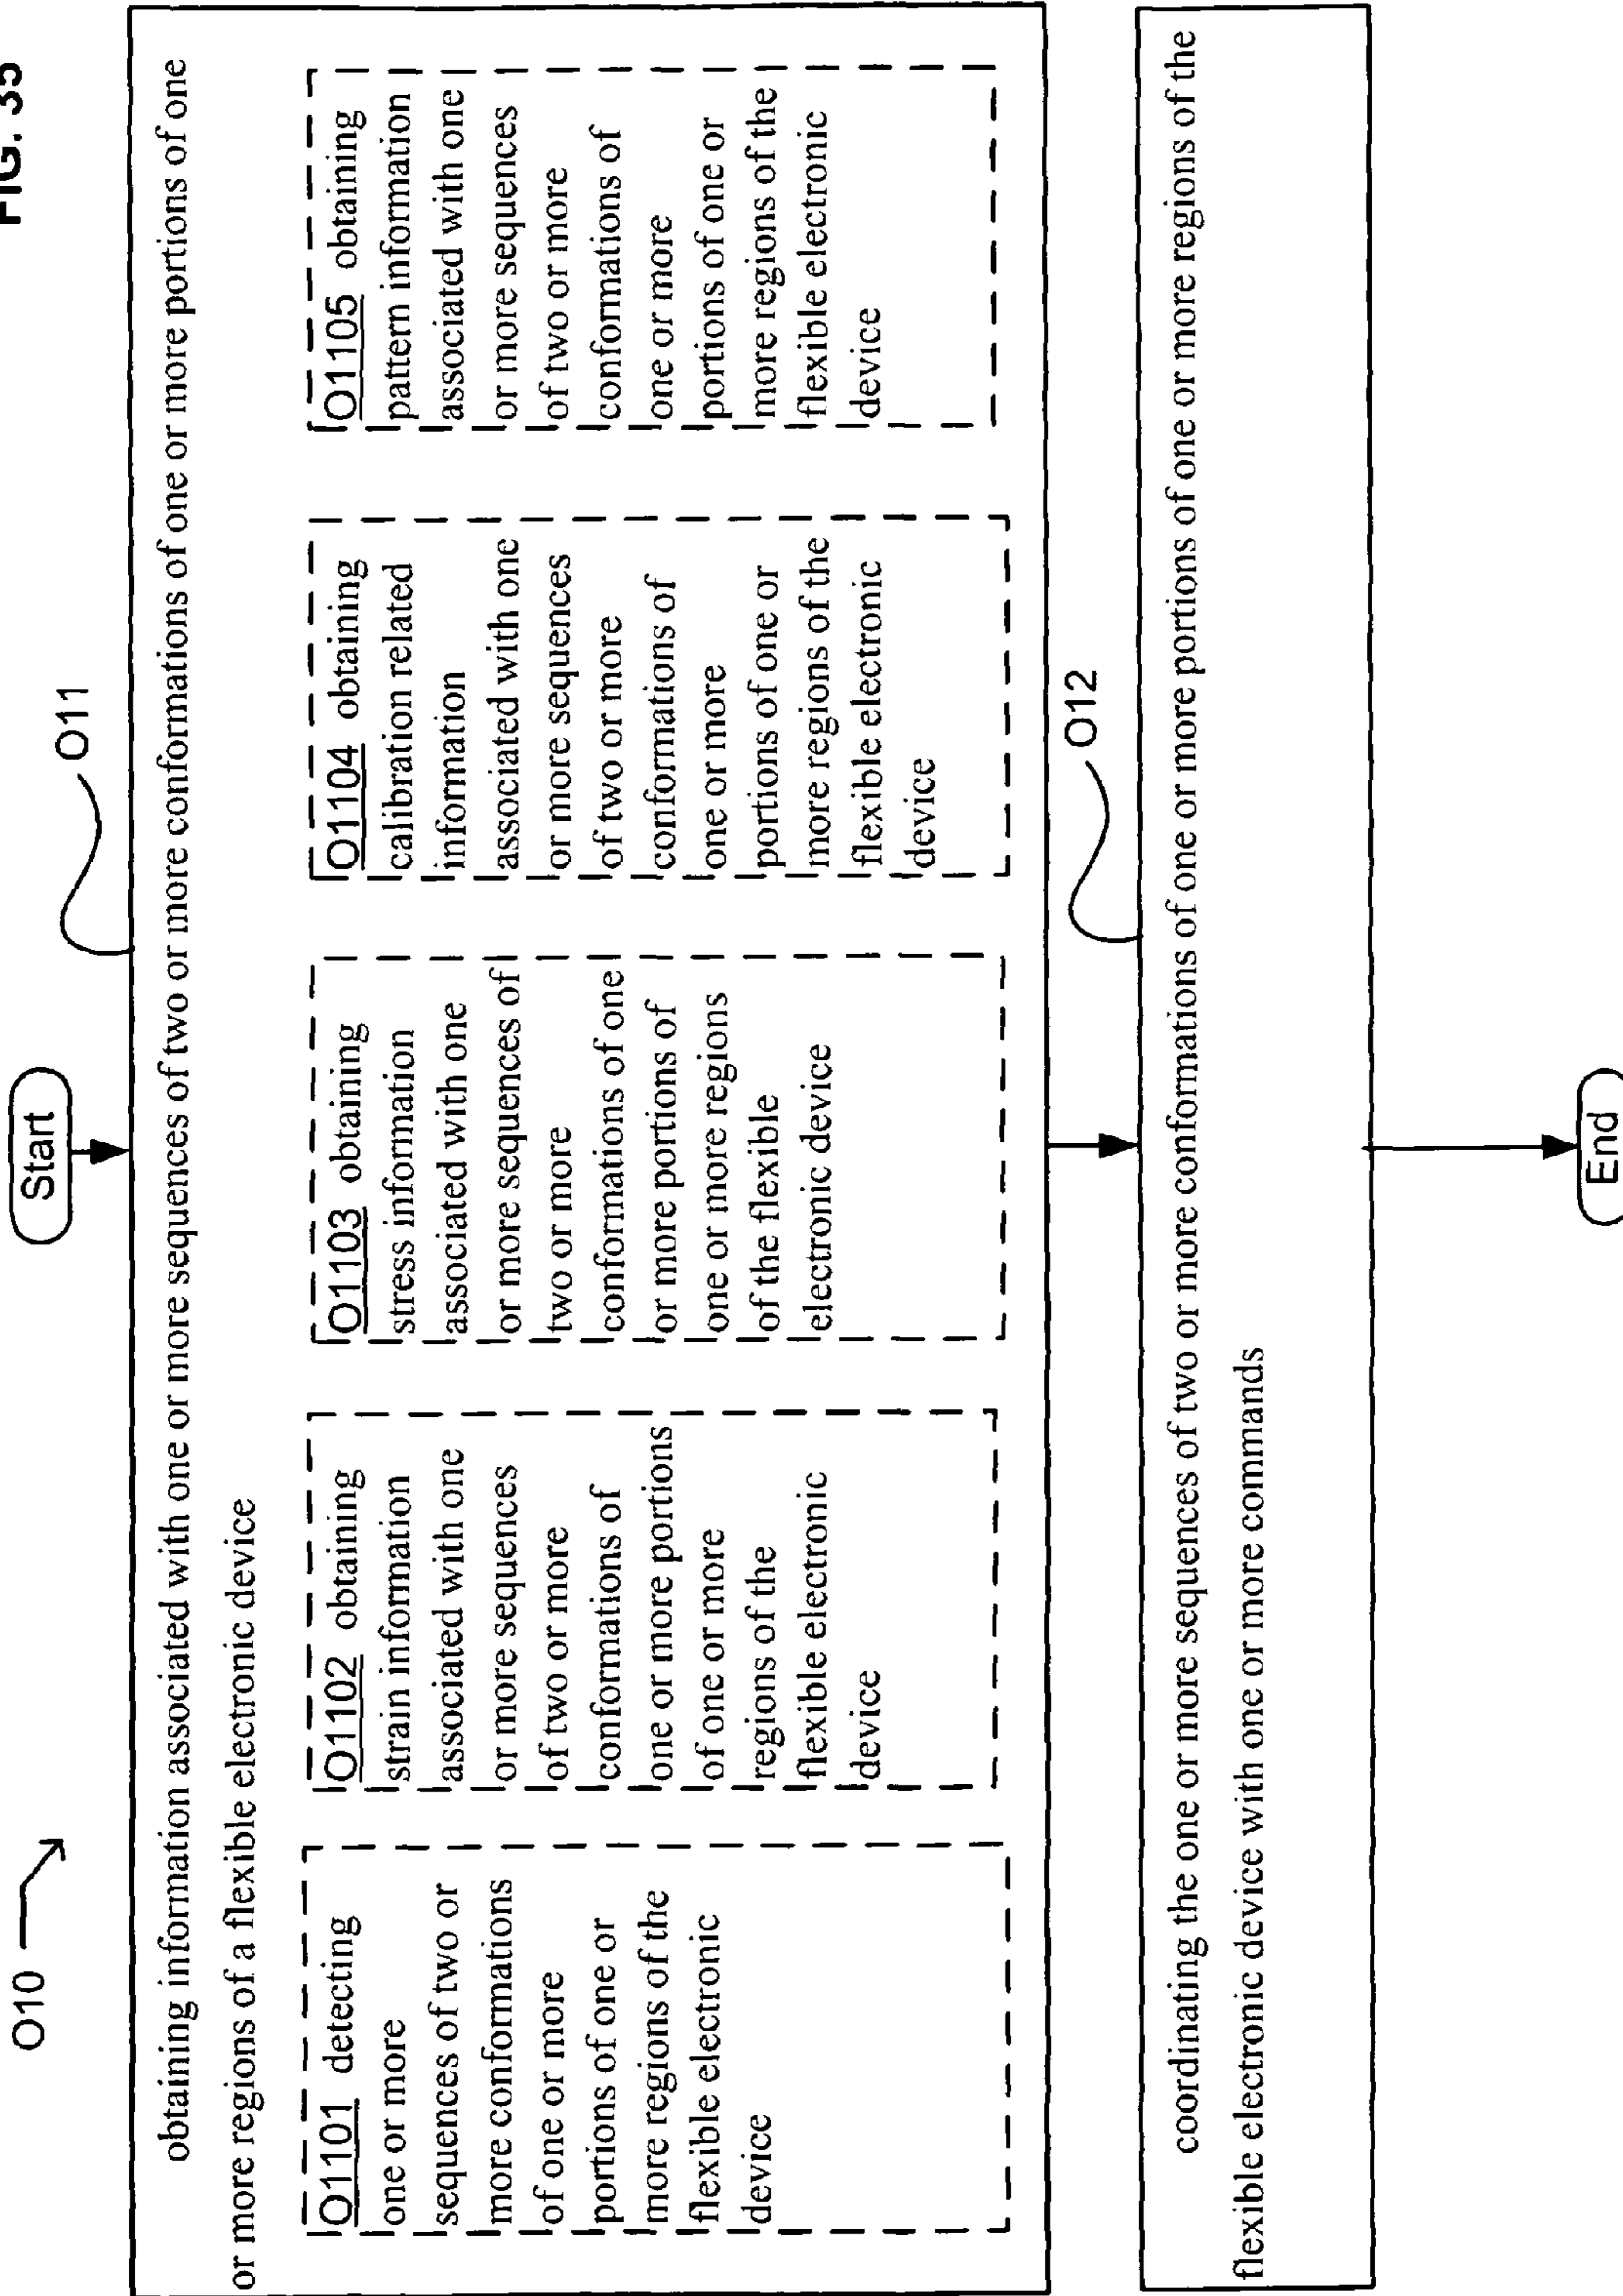 FIG. 35
O10
Start
O11
obtaining information associated with one or more sequences of two or more conformations of one or more portions of one
or more regions of a flexible electronic device
O1101 detecting
one or more
sequences of two or
more conformations
of one or more
portions of one or
more regions of the
flexible electronic
device
O1102 obtaining
strain information
associated with one
or more sequences
of two or more
conformations of
one or more portions
of one or more
regions of the
flexible electronic
device
O1103 obtaining
stress information
associated with one
or more sequences of
two or more
conformations of one
or more portions of
one or more regions
of the flexible
electronic device
O1104 obtaining
calibration related
information
associated with one
or more sequences
of two or more
conformations of
one or more
portions of one or
more regions of the
flexible electronic
device
O1105 obtaining
pattern information
associated with one
or more sequences
of two or more
conformations of
one or more
portions of one or
more regions of the
flexible electronic
device
O12
coordinating the one or more sequences of two or more conformations of one or more portions of one or more regions of the
flexible electronic device with one or more commands
End